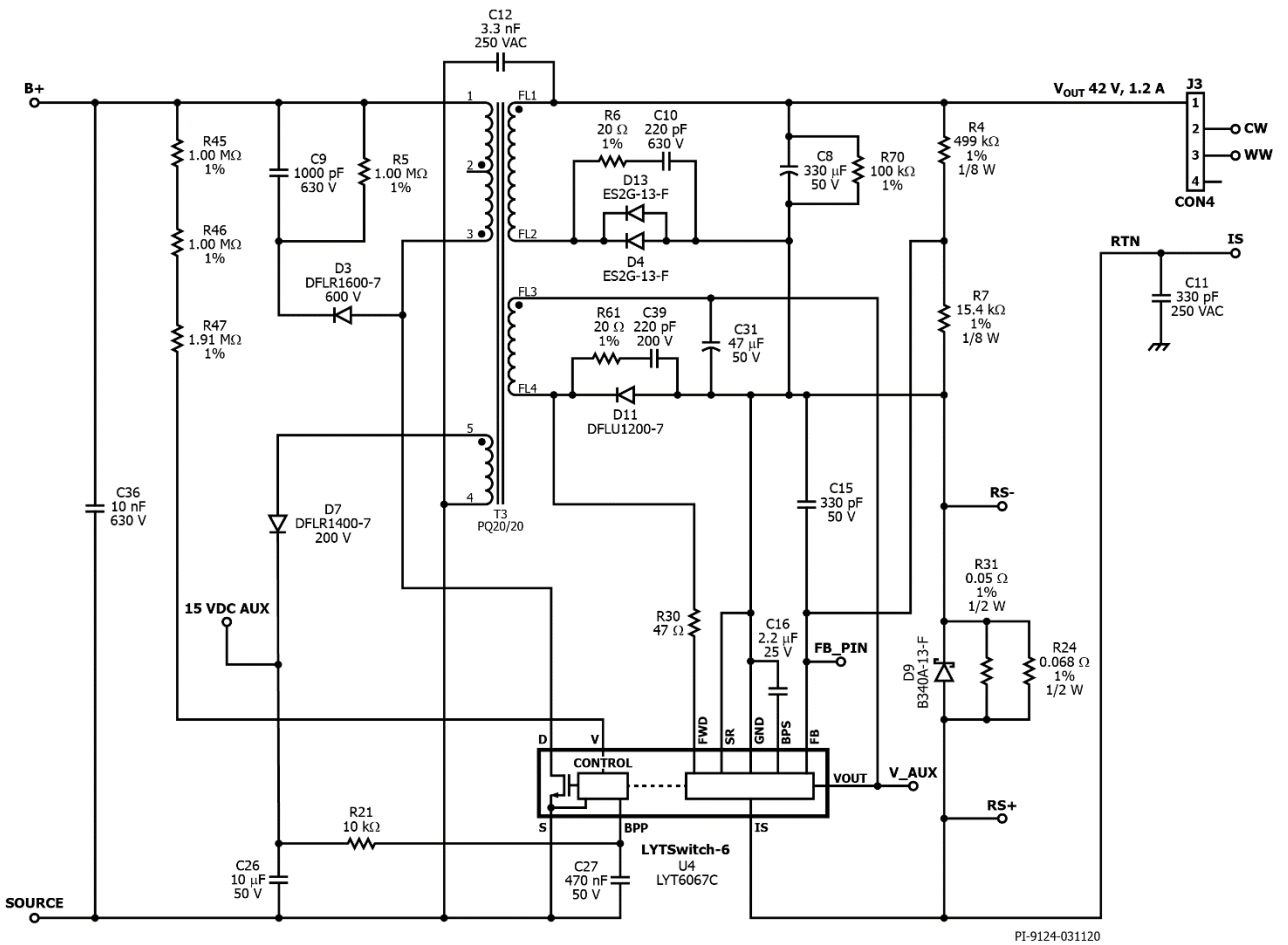 C12
3.3 nF
250 VAC
B+
1
FL1
V_OUT 42 V, 1.2 A
J3
1
2
CW
3
WW
4
CON4
R45
1.00 MΩ
1%
C9
1000 pF
630 V
R5
1.00 MΩ
1%
2
R6
20 Ω
1%
C10
220 pF
630 V
D13
ES2G-13-F
C8
330 μF
50 V
R70
100 kΩ
1%
R4
499 kΩ
1%
1/8 W
R46
1.00 MΩ
1%
3
FL2
D4
ES2G-13-F
RTN
IS
D3
DFLR1600-7
600 V
FL3
C11
330 pF
250 VAC
R47
1.91 MΩ
1%
R61
20 Ω
1%
C39
220 pF
200 V
C31
47 μF
50 V
R7
15.4 kΩ
1%
1/8 W
FL4
D11
DFLU1200-7
5
4
T3
PQ20/20
C36
10 nF
630 V
D7
DFLR1400-7
200 V
C15
330 pF
50 V
RS-
15 VDC AUX
R30
47 Ω
C16
2.2 μF
25 V
FB_PIN
R31
0.05 Ω
1%
1/2 W
D9
B340A-13-F
R24
0.068 Ω
1%
1/2 W
D
V
FWD
SR
GND
BPS
FB
CONTROL
VOUT
V_AUX
RS+
S
BPP
IS
R21
10 kΩ
LYTSwitch-6
U4
LYT6067C
C26
10 μF
50 V
C27
470 nF
50 V
SOURCE
PI-9124-031120